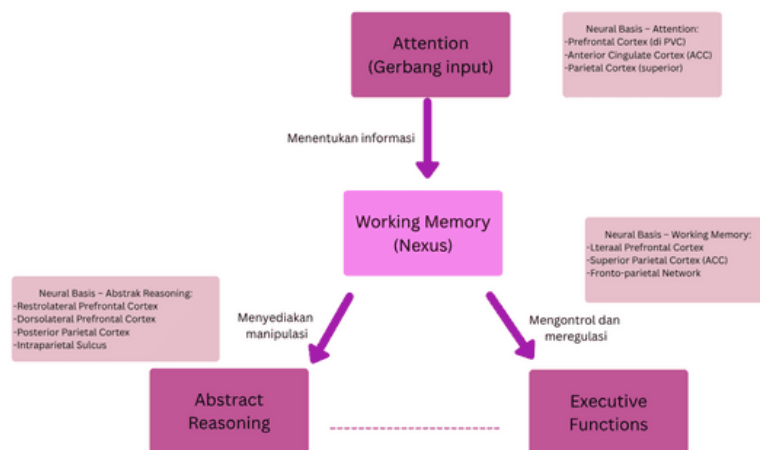 Attention
(Gerbang input)
Neural Basis – Attention:
-Prefrontal Cortex (di PVC)
-Anterior Cingulate Cortex (ACC)
-Parietal Cortex (superior)
Menentukan informasi
Working Memory
(Nexus)
Neural Basis – Working Memory:
-Lteraal Prefrontal Cortex
-Superior Parietal Cortex (ACC)
-Fronto-parietal Network
Neural Basis – Abstrak Reasoning:
-Restrolateral Prefrontal Cortex
-Dorsolateral Prefrontal Cortex
-Posterior Parietal Cortex
-Intraparietal Sulcus
Menyediakan
manipulasi
Mengontrol dan
meregulasi
Abstract
Reasoning
Executive
Functions